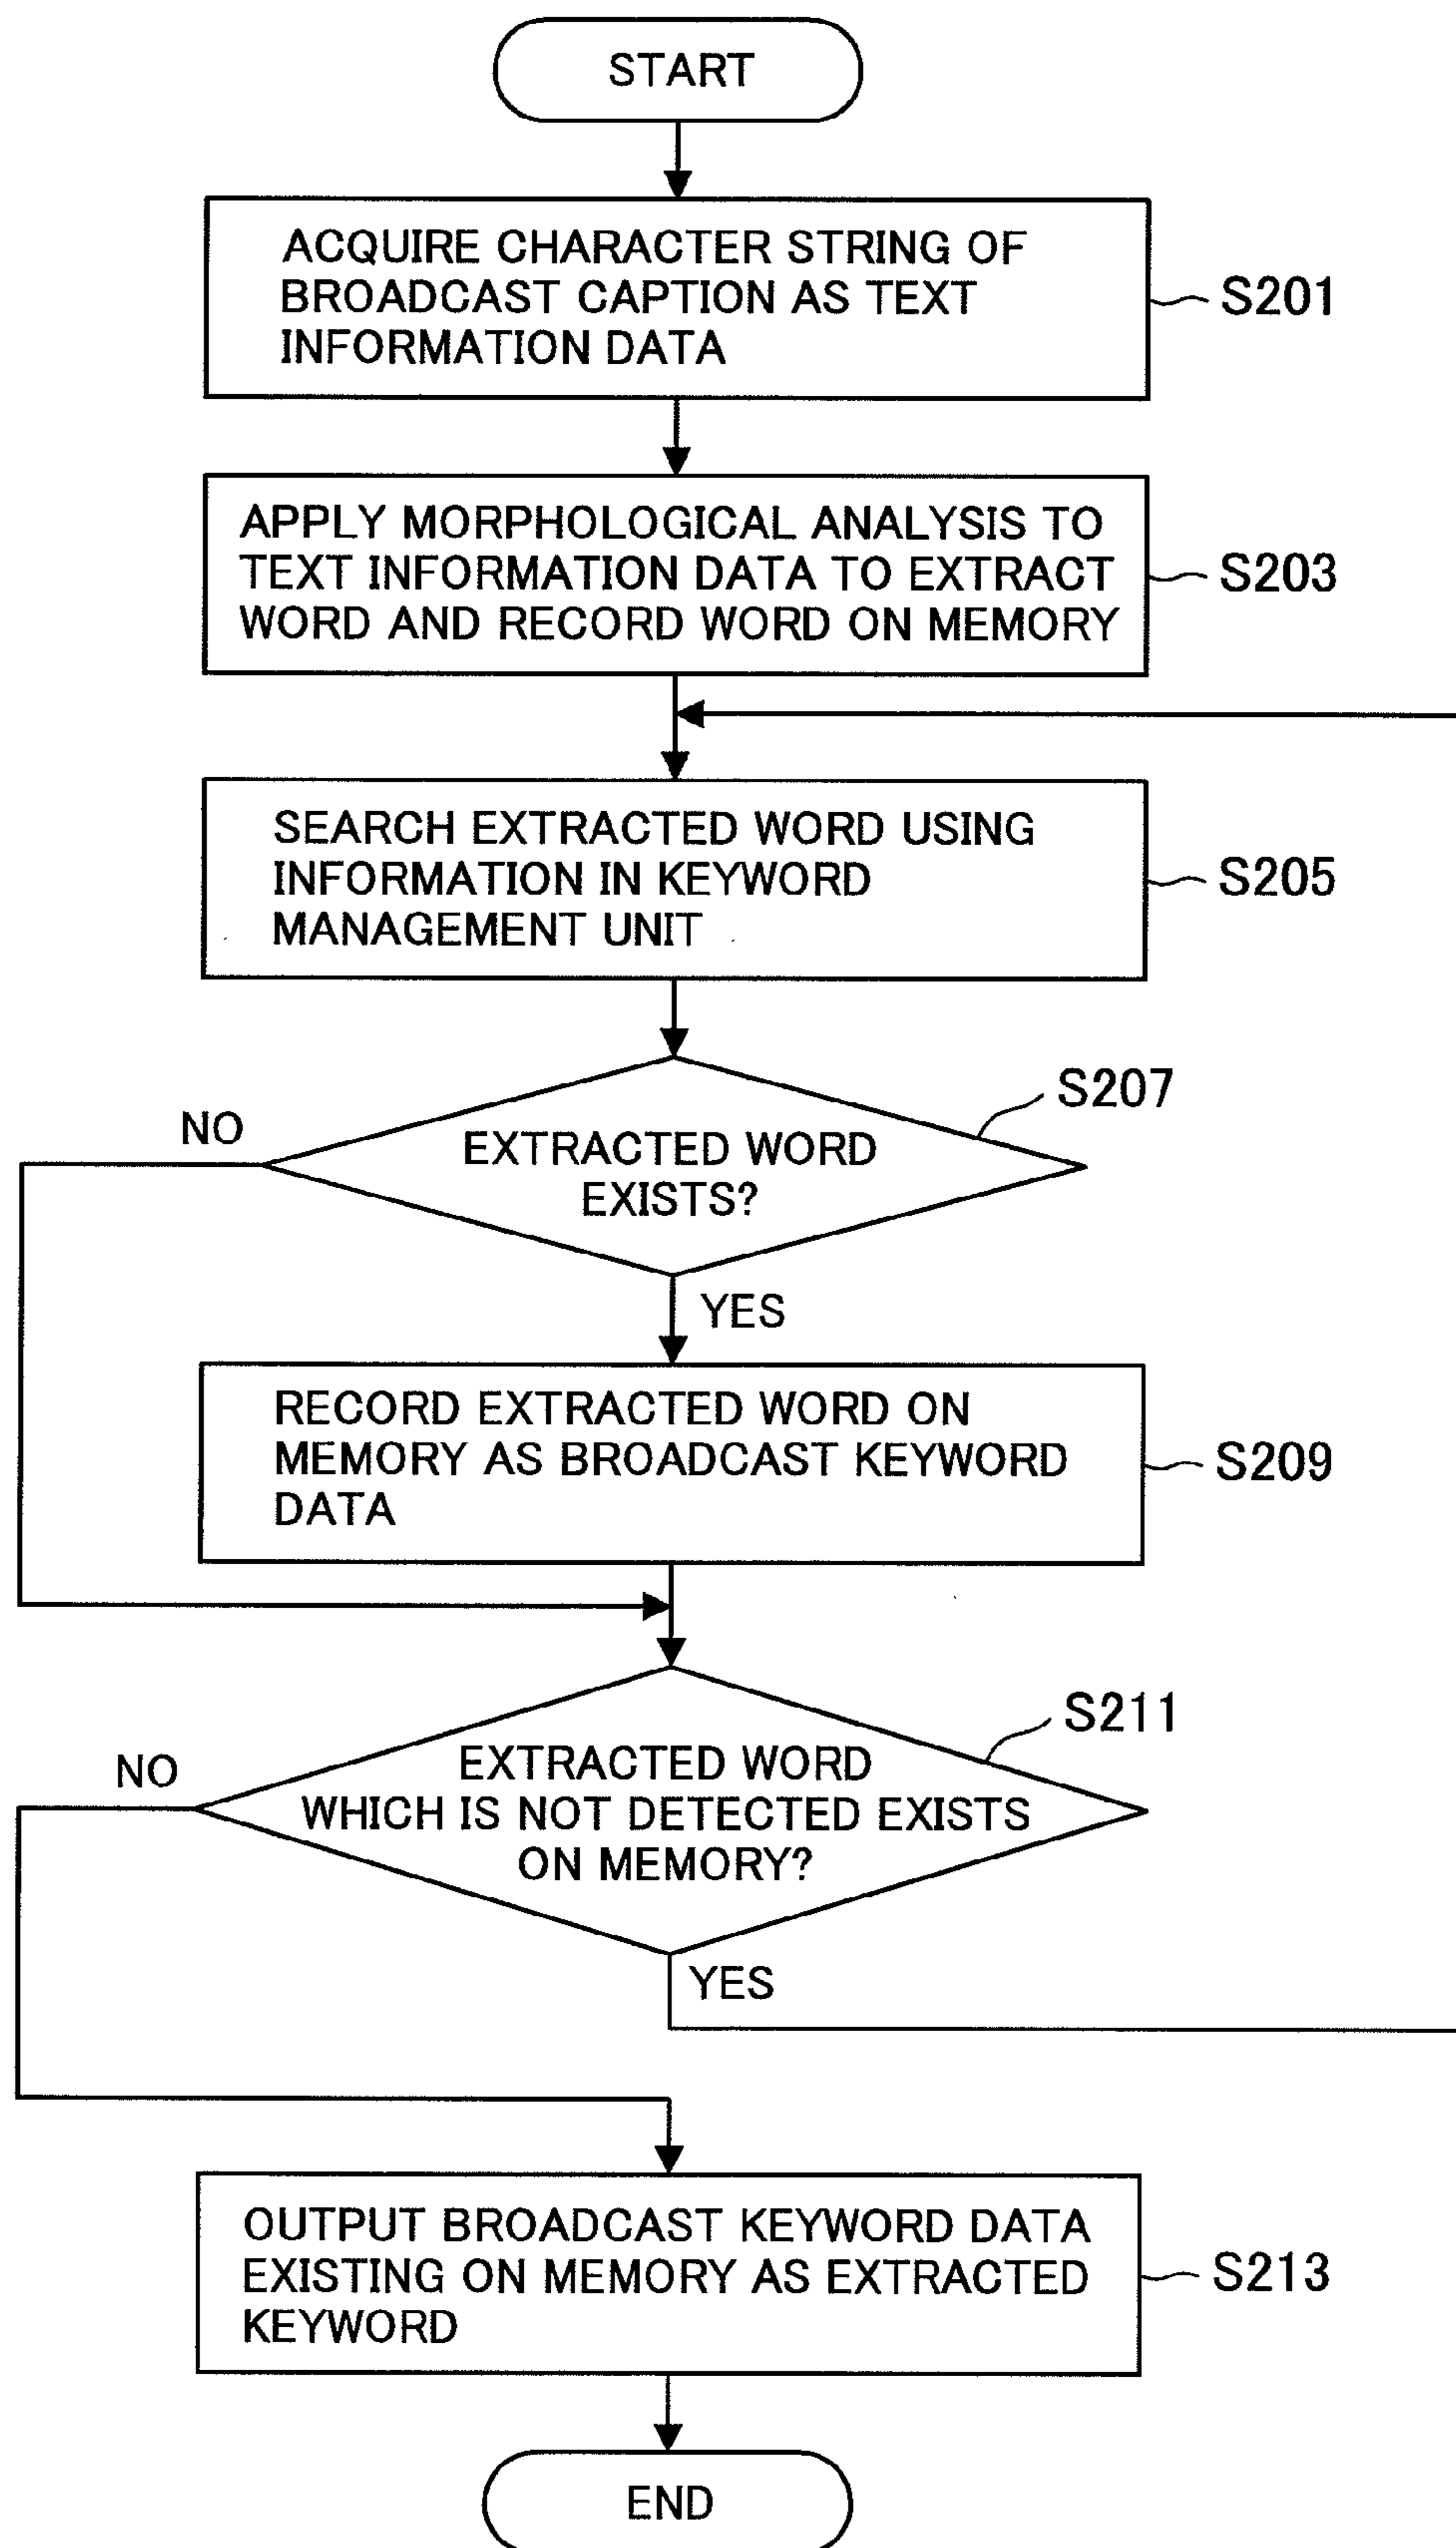 START
ACQUIRE CHARACTER STRING OF
BROADCAST CAPTION AS TEXT
INFORMATION DATA
S201
APPLY MORPHOLOGICAL ANALYSIS TO
TEXT INFORMATION DATA TO EXTRACT
WORD AND RECORD WORD ON MEMORY
S203
SEARCH EXTRACTED WORD USING
INFORMATION IN KEYWORD
MANAGEMENT UNIT
S205
S207
NO
EXTRACTED WORD
EXISTS?
YES
RECORD EXTRACTED WORD ON
MEMORY AS BROADCAST KEYWORD
DATA
S209
S211
NO
EXTRACTED WORD
WHICH IS NOT DETECTED EXISTS
ON MEMORY?
YES
OUTPUT BROADCAST KEYWORD DATA
EXISTING ON MEMORY AS EXTRACTED
KEYWORD
S213
END